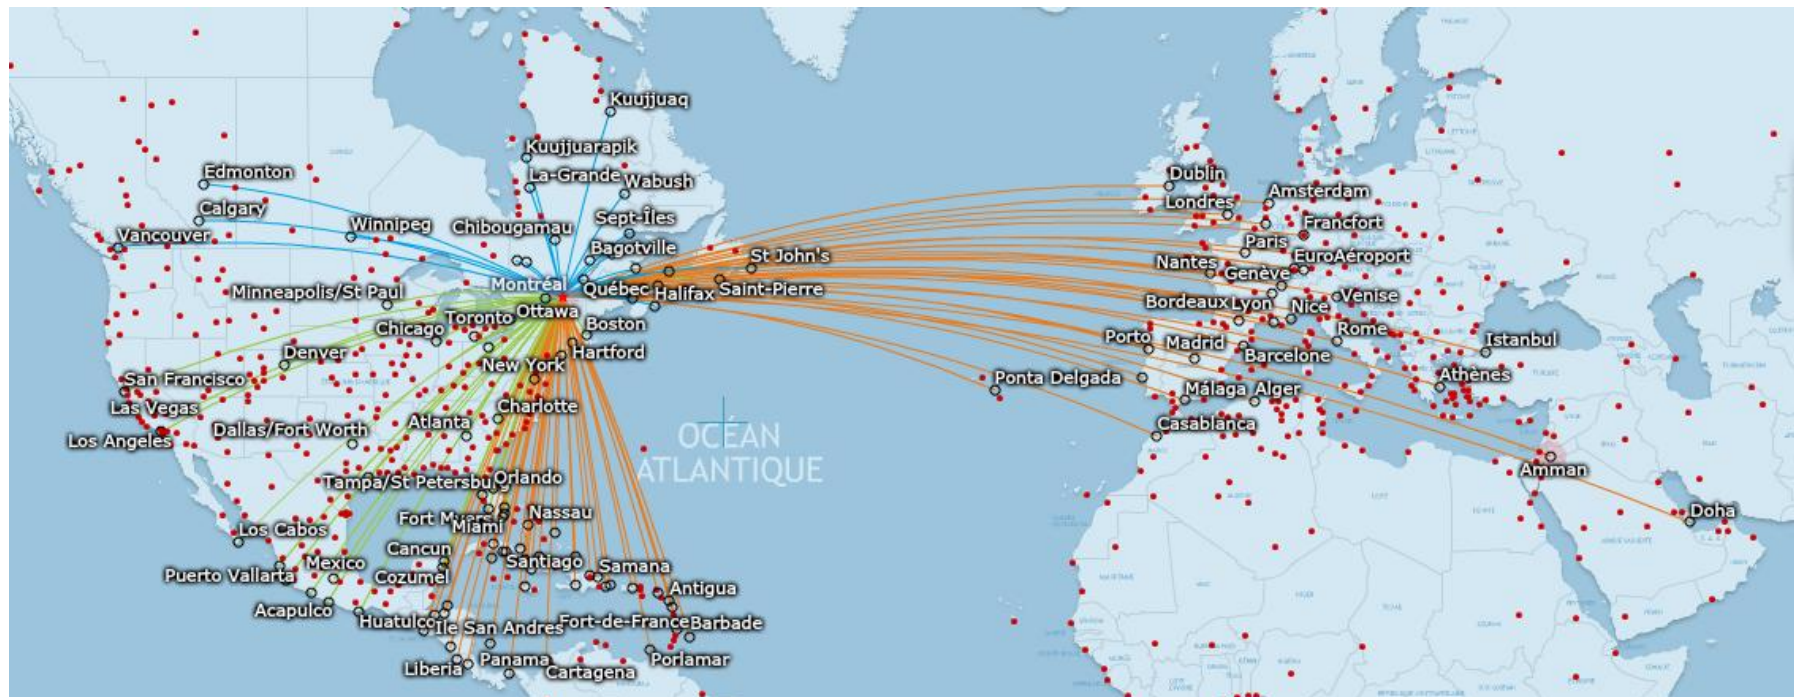 Kuujjuaq
Kuujjuarapik
La-Grande
Wabush
Edmonton
Calgary
Vancouver
Winnipeg
Chibougamau
Sept-Îles
Bagotville
St John's
Montréal
Québec
Halifax
Saint-Pierre
Minneapolis/St Paul
Toronto
Ottawa
Chicago
Boston
Hartford
Denver
New York
San Francisco
Las Vegas
Charlotte
Los Angeles
Dallas/Fort Worth
Atlanta
OCÉAN
ATLANTIQUE
Tampa/St Petersburg
Orlando
Fort Myers
Miami
Nassau
Los Cabos
Cancun
Cozumel
Santiago
Samana
Puerto Vallarta
Mexico
Acapulco
Antigua
Huatulco
Ile San Andres
Fort-de-France
Barbade
Liberia
Panama
Cartagena
Porlamar
Dublin
Londres
Amsterdam
Francfort
Paris
Nantes
Genève
EuroAéroport
Bordeaux
Lyon
Nice
Venise
Porto
Madrid
Barcelone
Rome
Istanbul
Ponta Delgada
Málaga
Alger
Athènes
Casablanca
Amman
Doha